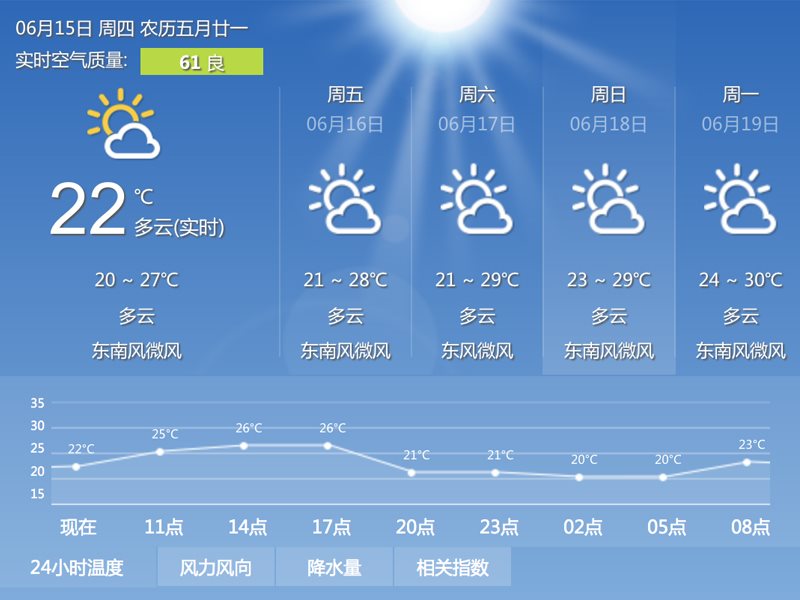 06月15日 周四 农历五月廿一
实时空气质量: 61 良
22 ℃
多云(实时)
20 ~ 27℃
多云
东南风微风
周五
06月16日
21 ~ 28℃
多云
东南风微风
周六
06月17日
21 ~ 29℃
多云
东风微风
周日
06月18日
23 ~ 29℃
多云
东南风微风
周一
06月19日
24 ~ 30℃
多云
东南风微风
35
30
25
20
15
22℃ 25℃ 26℃ 26℃ 21℃ 21℃ 20℃ 20℃ 23℃
现在 11点 14点 17点 20点 23点 02点 05点 08点
24小时温度 风力风向 降水量 相关指数